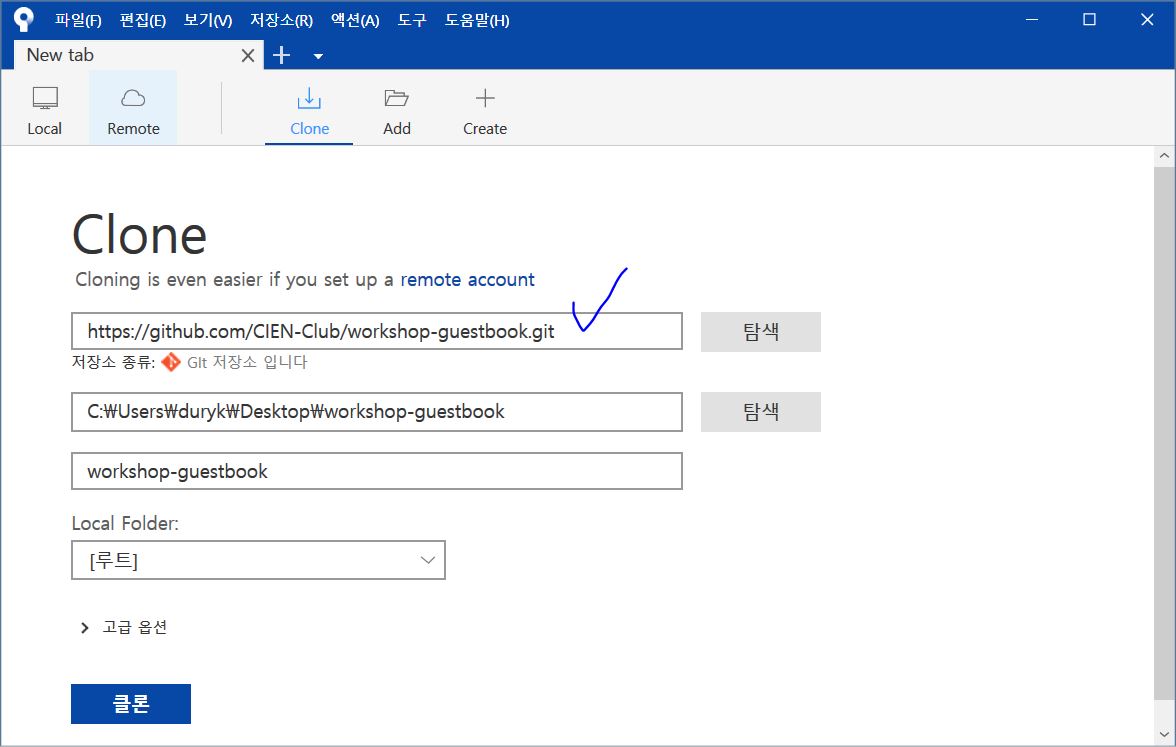 파일(F) 편집(E) 보기(V) 저장소(R) 액션(A) 도구 도움말(H)
New tab
Local Remote Clone Add Create
Clone
Cloning is even easier if you set up a remote account
https://github.com/CIEN-Club/workshop-guestbook.git 탐색
저장소 종류: GIt 저장소 입니다
C:₩Users₩duryk₩Desktop₩workshop-guestbook 탐색
workshop-guestbook
Local Folder:
[루트]
고급 옵션
클론